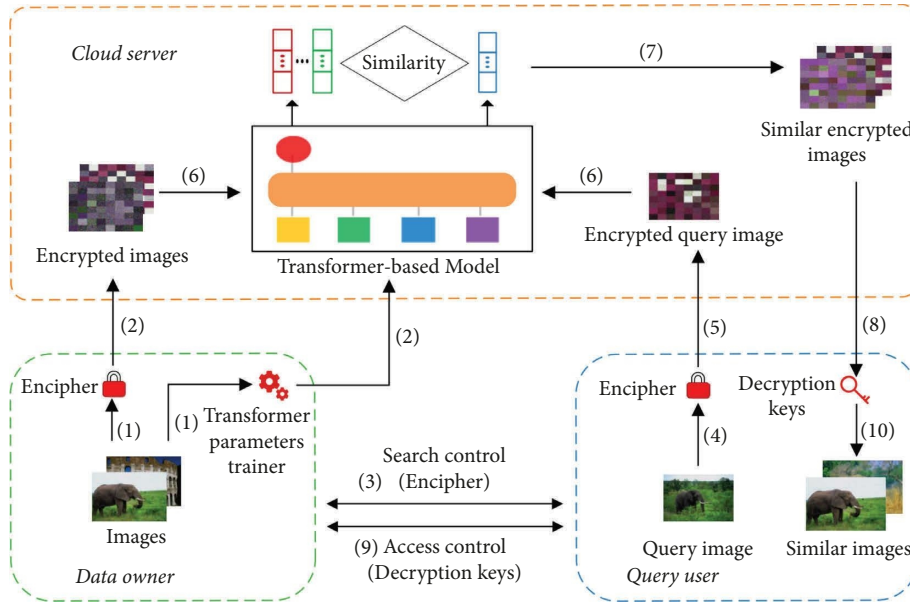 Cloud server
Similarity
(7)
Similar encrypted
images
(6)
(6)
Encrypted images
Transformer-based Model
Encrypted query image
(2)
(2)
(5)
(8)
Encipher
(1)
(1)
Transformer
parameters
trainer
Images
Data owner
Search control
(3) (Encipher)
(9) Access control
(Decryption keys)
Encipher
(4)
Decryption
keys
(10)
Query image
Similar images
Query user